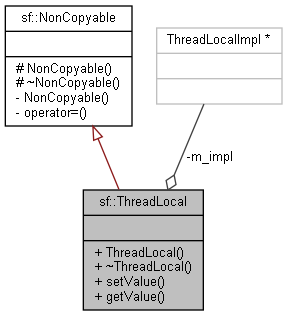 sf::NonCopyable
# NonCopyable()
# ~NonCopyable()
- NonCopyable()
- operator=()
ThreadLocalImpl *
-m_impl
sf::ThreadLocal
+ ThreadLocal()
+ ~ThreadLocal()
+ setValue()
+ getValue()